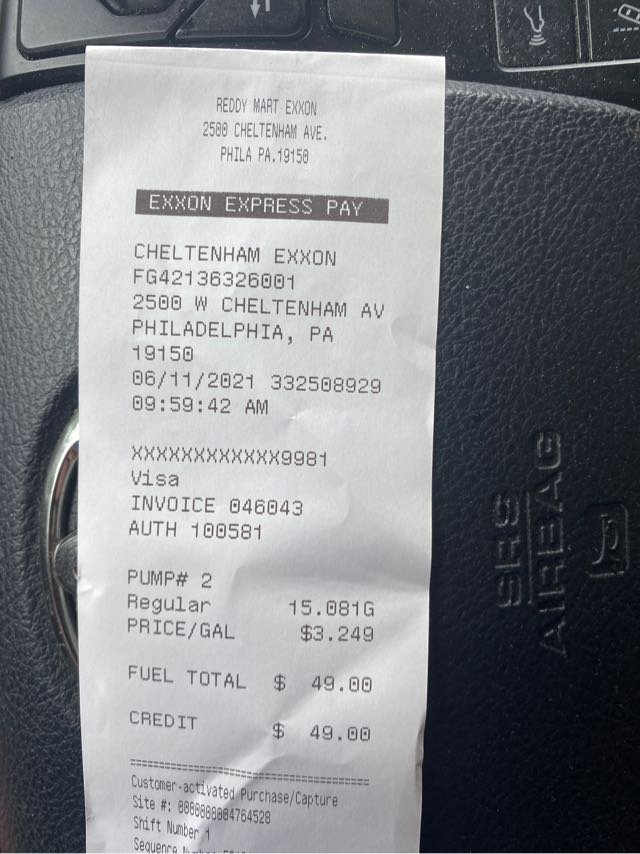 REDDY MART EXXON
2500 CHELTENHAM AVE.
PHILA PA.19150
EXXON EXPRESS PAY
CHELTENHAM EXXON
FG42136326001
2500 W CHELTENHAM AV
PHILADELPHIA, PA
19150
06/11/2021 332508929
09:59:42 AM
XXXXXXXXXXXX9981
Visa
INVOICE 046043
AUTH 100581
PUMP# 2
Regular 15.081G
PRICE/GAL $3.249
FUEL TOTAL $ 49.00
CREDIT $ 49.00
=======================================
Customer-activated Purchase/Capture
Site #: 0000000004764528
Shift Number 1
Sequence
SRS
AIRBAG